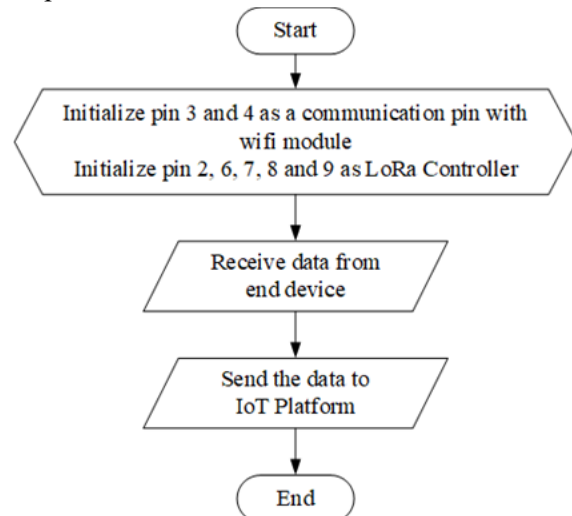 Start
Initialize pin 3 and 4 as a communication pin with
wifi module
Initialize pin 2, 6, 7, 8 and 9 as LoRa Controller
Receive data from
end device
Send the data to
IoT Platform
End